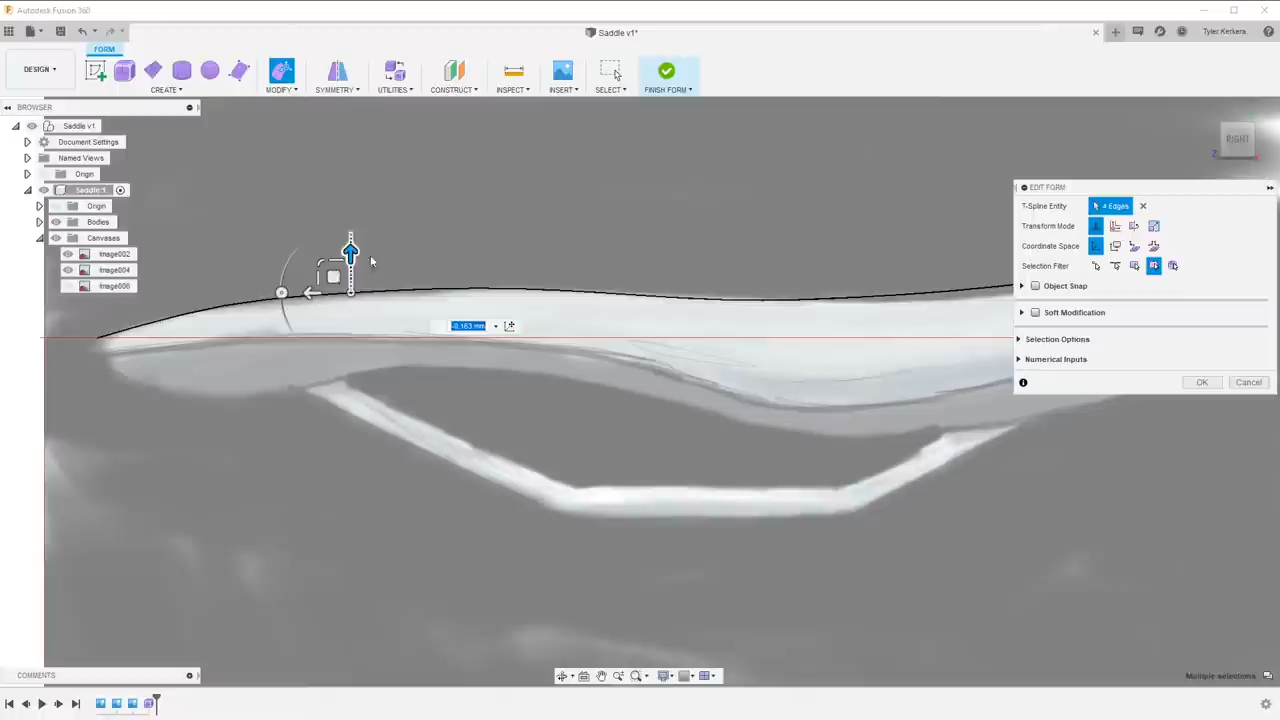 Autodesk Fusion 360
Saddle v1*
Tyler Kerkera
FORM
DESIGN
CREATE
MODIFY
SYMMETRY
UTILITIES
CONSTRUCT
INSPECT
INSERT
SELECT
FINISH FORM
BROWSER
Saddle v1
Document Settings
Named Views
Origin
Saddle:1
Origin
Bodies
Canvases
Image002
Image004
Image006
RIGHT
Z
EDIT FORM
T-Spline Entity
4 Edges
Transform Mode
Coordinate Space
Selection Filter
Object Snap
Soft Modification
Selection Options
Numerical Inputs
OK
Cancel
-0.163 mm
COMMENTS
Multiple selections